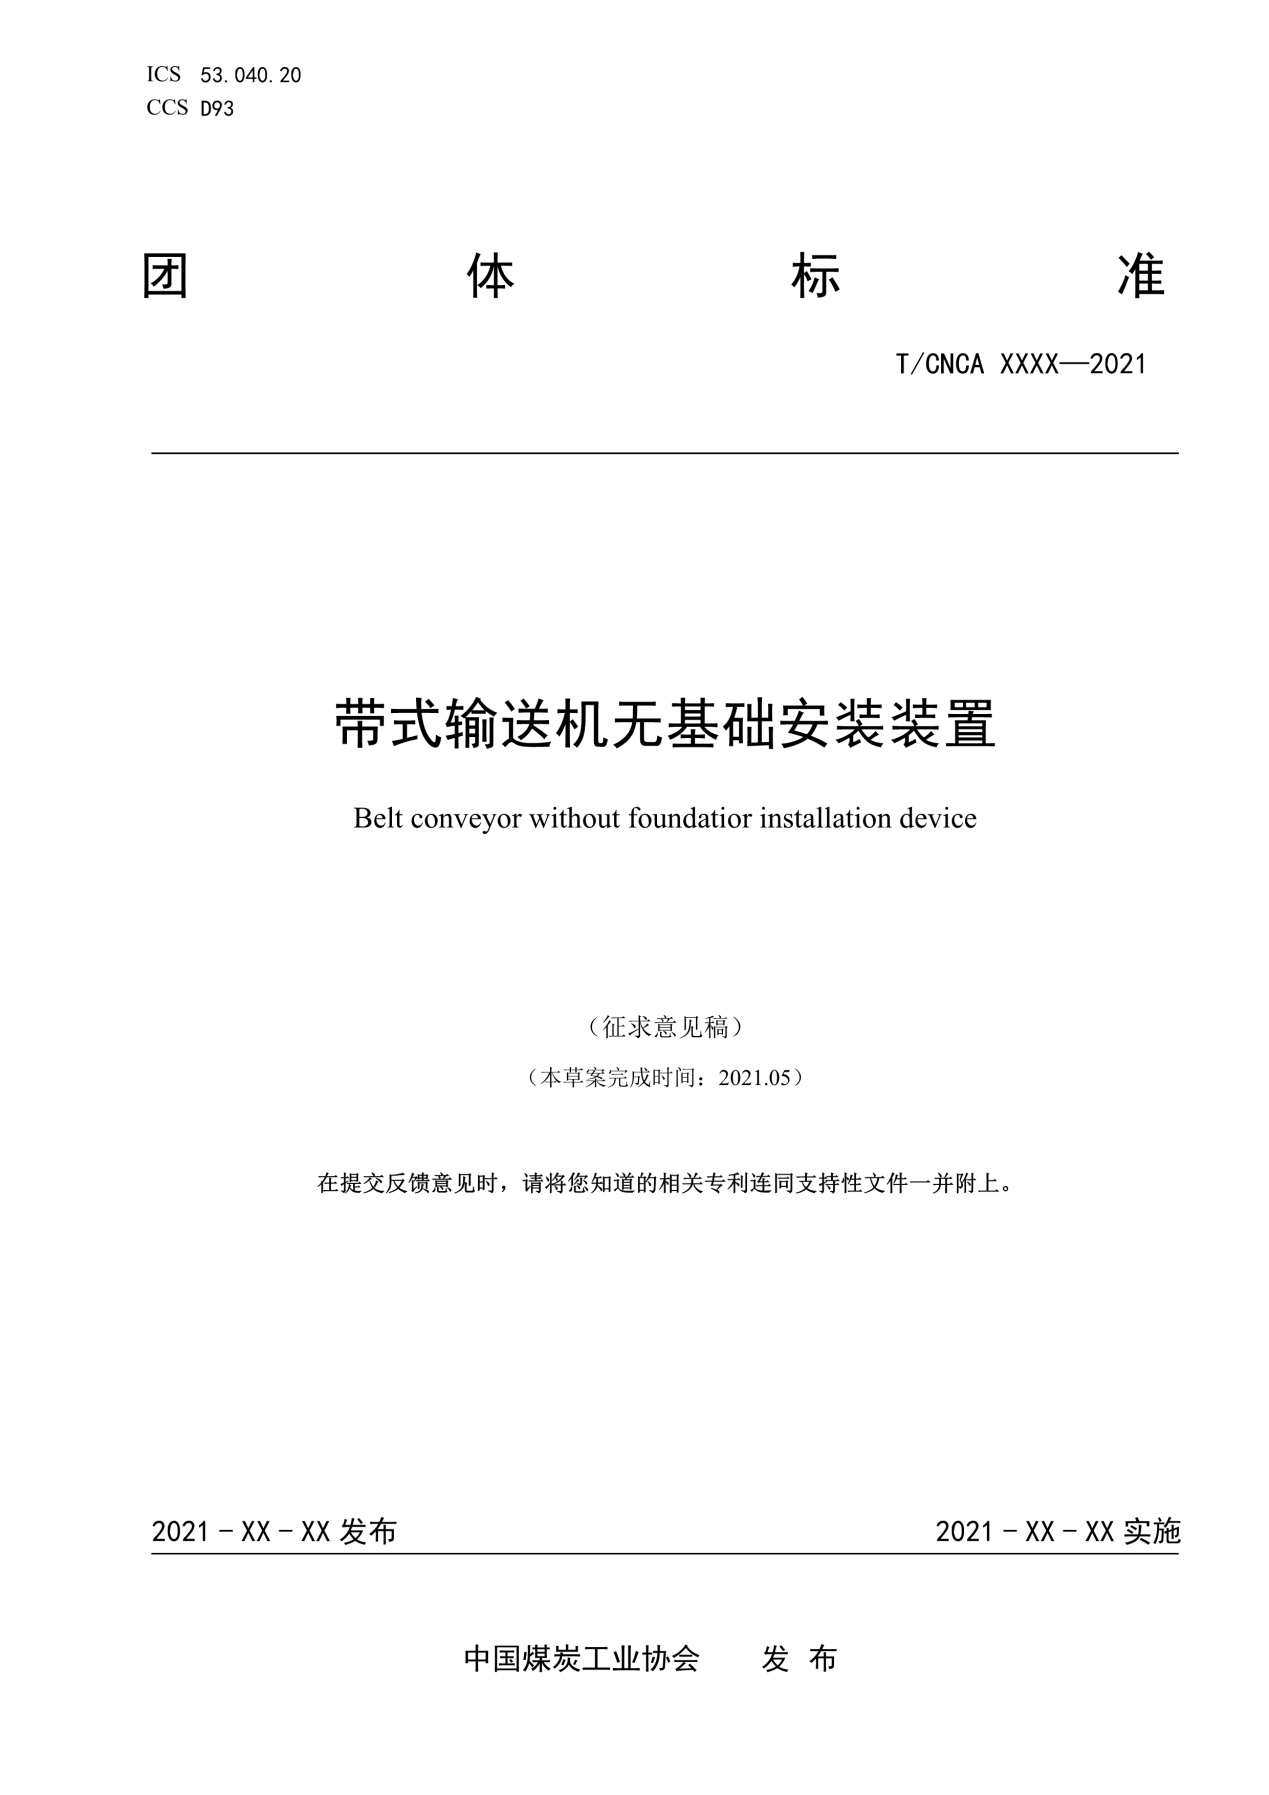 ICS 53.040.20
CCS D93
团体标准
T/CNCA XXXX—2021
带式输送机无基础安装装置
Belt conveyor without foundatior installation device
（征求意见稿）
（本草案完成时间：2021.05）
在提交反馈意见时，请将您知道的相关专利连同支持性文件一并附上。
2021－XX－XX 发布
2021－XX－XX 实施
中国煤炭工业协会 发 布